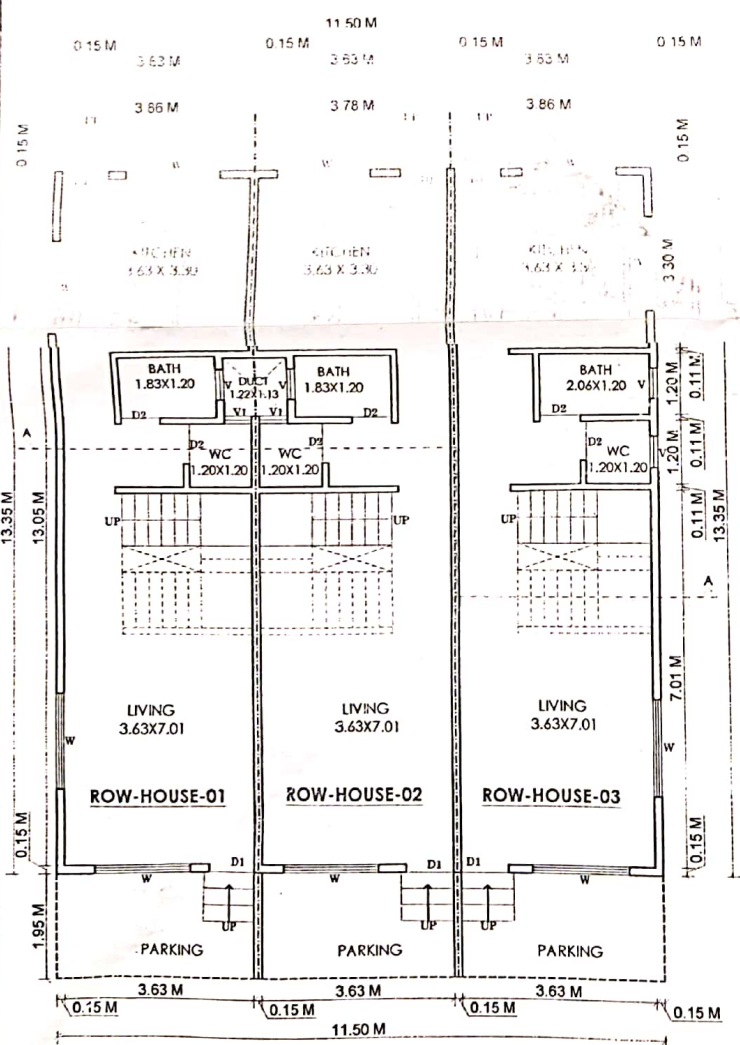 11.50 M
0.15 M 0.15 M 0.15 M 0.15 M
3.63 M 3.63 M 3.63 M
3.86 M 3.78 M 3.86 M
0.15 M 0.15 M
W W W
KITCHEN KITCHEN KITCHEN
3.63 X 3.30 3.63 X 3.30
W W 3.30 M
BATH BATH BATH
1.83X1.20 DUCT 1.83X1.20 2.06X1.20
V V V
1.22X1.13
V1 V1
D2 D2 D2
1.20 M 0.11 M
A
D2 D2 D2
WC WC WC V
1.20X1.20 1.20X1.20 1.20X1.20
1.20 M 0.11 M
13.35 M 13.05 M
UP UP UP
0.11 M 13.35 M
A
7.01 M
LIVING LIVING LIVING
3.63X7.01 3.63X7.01 3.63X7.01
W W
ROW-HOUSE-01 ROW-HOUSE-02 ROW-HOUSE-03
0.15 M 0.15 M
D1 D1 D1
W W W
UP UP UP
1.95 M
PARKING PARKING PARKING
3.63 M 3.63 M 3.63 M
0.15 M 0.15 M 0.15 M 0.15 M
11.50 M